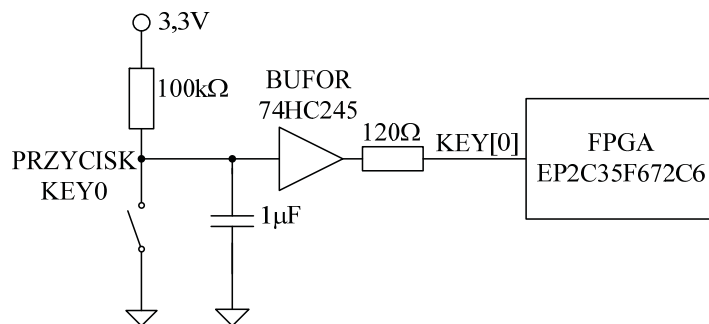 3,3V
100kΩ
BUFOR
74HC245
120Ω
KEY[0]
FPGA
EP2C35F672C6
PRZYCISK
KEY0
1μF